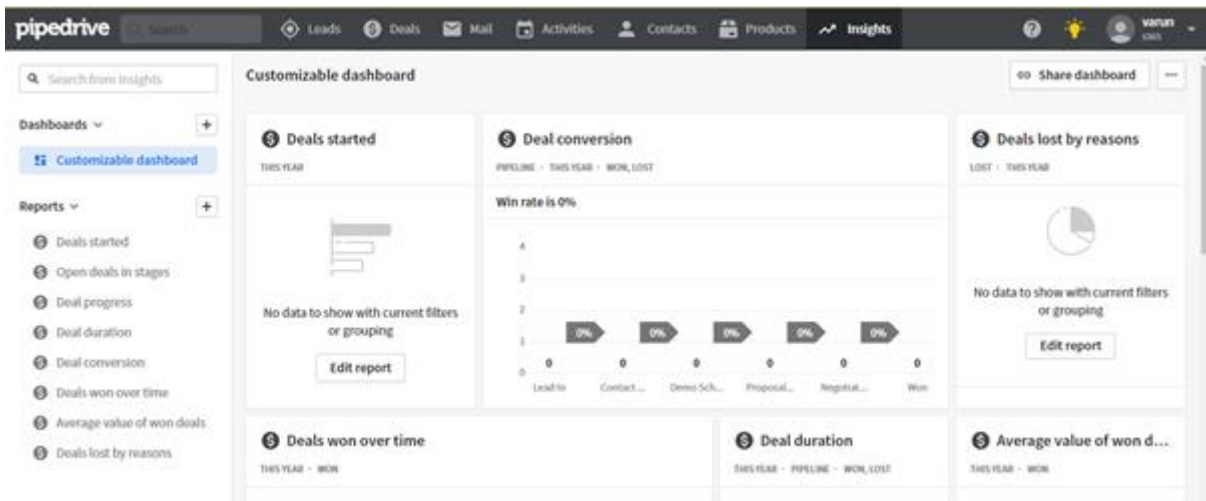 pipedrive
Search
Leads
Deals
Mail
Activities
Contacts
Products
Insights
varun
Search from Insights
Customizable dashboard
Share dashboard
Dashboards
+
Customizable dashboard
Reports
+
Deals started
Open deals in stages
Deal progress
Deal duration
Deal conversion
Deals won over time
Average value of won deals
Deals lost by reasons
Deals started
THIS YEAR
No data to show with current filters
or grouping
Edit report
Deal conversion
PIPELINE · THIS YEAR · WON, LOST
Win rate is 0%
4
3
2
1
0
0% 0% 0% 0% 0%
0 0 0 0 0 0
Lead In Contact ... Demo Sch... Proposal... Negotiat... Won
Deals lost by reasons
LOST · THIS YEAR
No data to show with current filters
or grouping
Edit report
Deals won over time
THIS YEAR · WON
Deal duration
THIS YEAR · PIPELINE · WON, LOST
Average value of won d...
THIS YEAR · WON